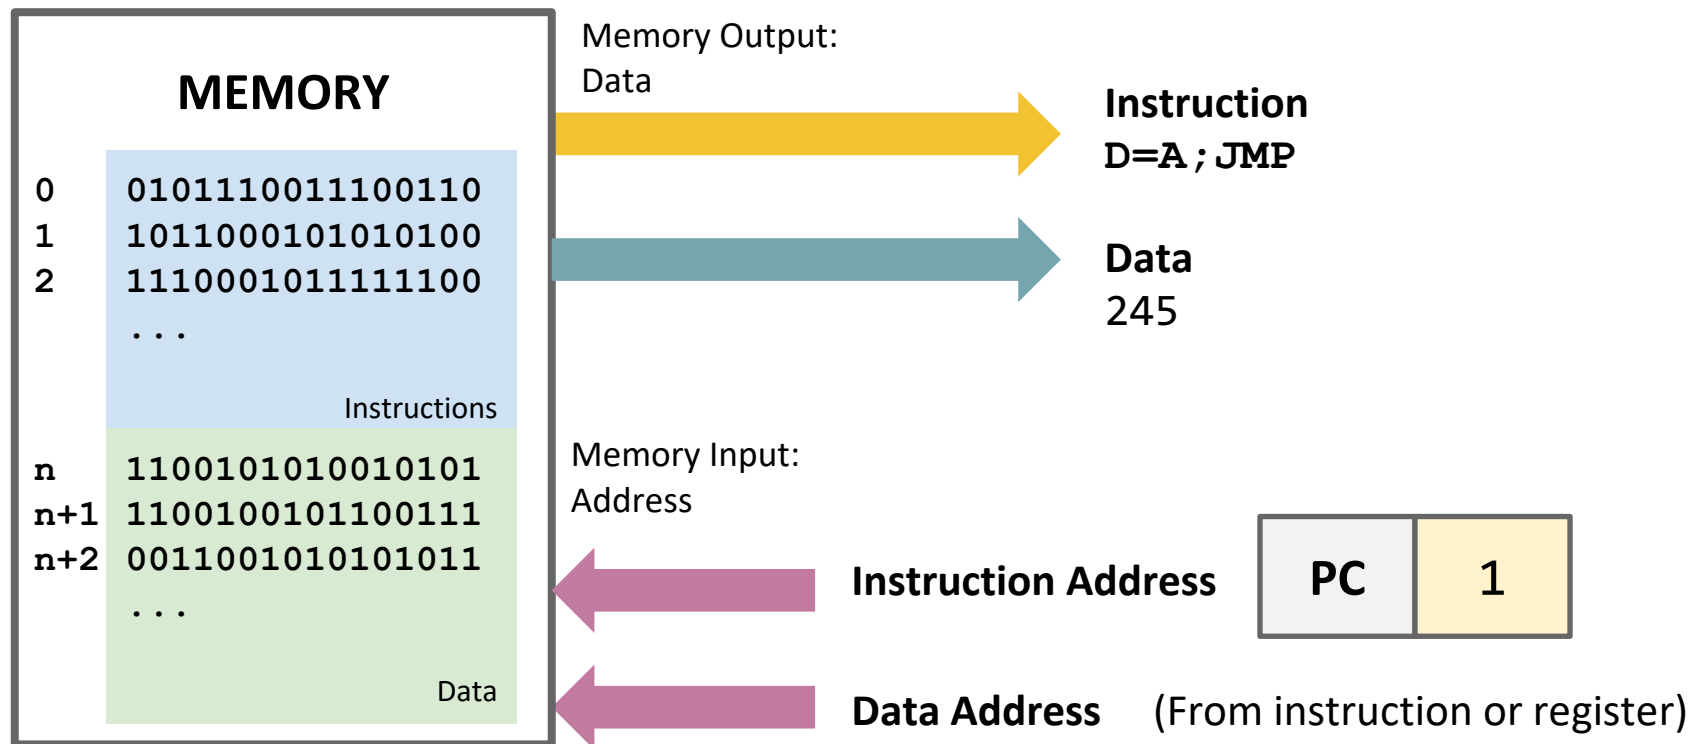 MEMORY
0 0101110011100110
1 1011000101010100
2 1110001011111100
...
Instructions
n 1100101010010101
n+1 1100100101100111
n+2 0011001010101011
...
Data
Memory Output:
Data
Instruction
D=A;JMP
Data
245
Memory Input:
Address
Instruction Address PC 1
Data Address (From instruction or register)